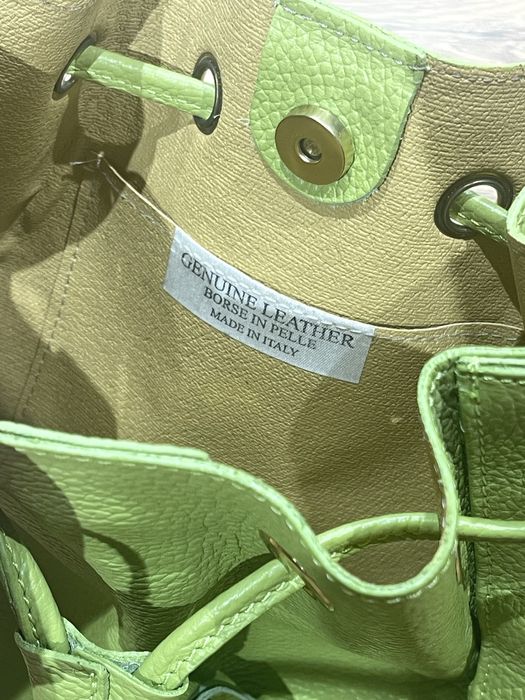 GENUINE LEATHER
BORSE IN PELLE
MADE IN ITALY